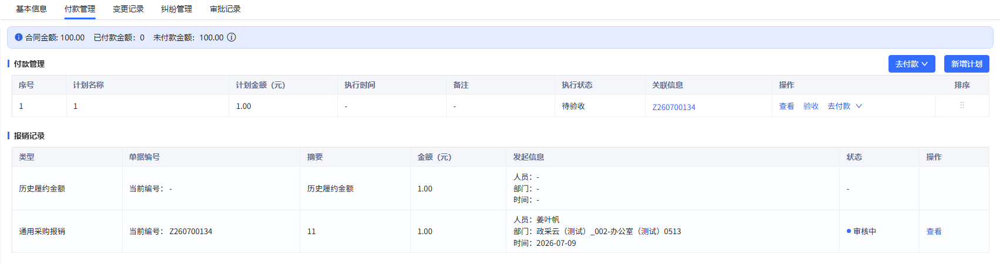 基本信息 付款管理 变更记录 纠纷管理 审批记录
合同金额: 100.00 已付款金额：0 未付款金额：100.00
付款管理 去付款 新增计划
序号 计划名称 计划金额（元） 执行时间 备注 执行状态 关联信息 操作 排序
1 1 1.00 - - 待验收 Z260700134 查看 验收 去付款
报销记录
类型 单据编号 摘要 金额（元） 发起信息 状态 操作
历史履约金额 当前编号： - 历史履约金额 1.00 人员：- - 
部门：-
时间：-
通用采购报销 当前编号： Z260700134 11 1.00 人员：姜叶帆 审核中 查看
部门：政采云（测试）_002-办公室（测试）0513
时间：2026-07-09